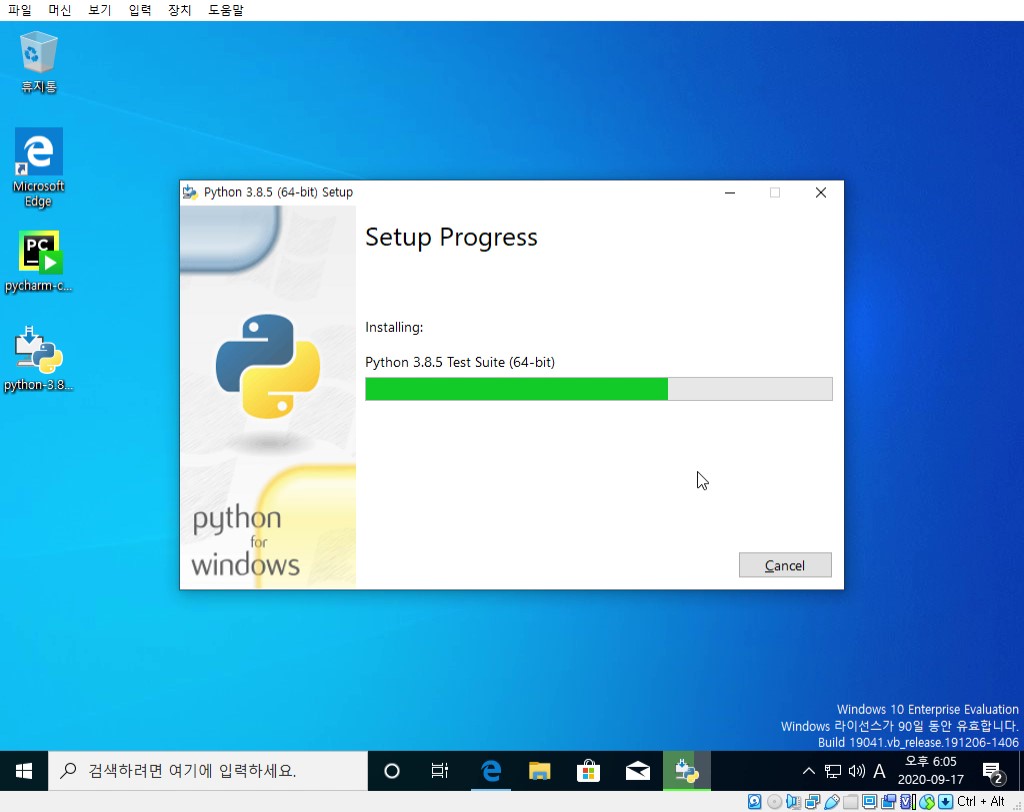 파일 머신 보기 입력 장치 도움말
휴지통
Microsoft
Edge
PC
pycharm-c...
python-3.8...
Python 3.8.5 (64-bit) Setup
Setup Progress
Installing:
Python 3.8.5 Test Suite (64-bit)
python
for
windows
Cancel
Windows 10 Enterprise Evaluation
Windows 라이선스가 90일 동안 유효합니다.
Build 19041.vb_release.191206-1406
검색하려면 여기에 입력하세요.
A
오후 6:05
2020-09-17
2
Ctrl + Alt